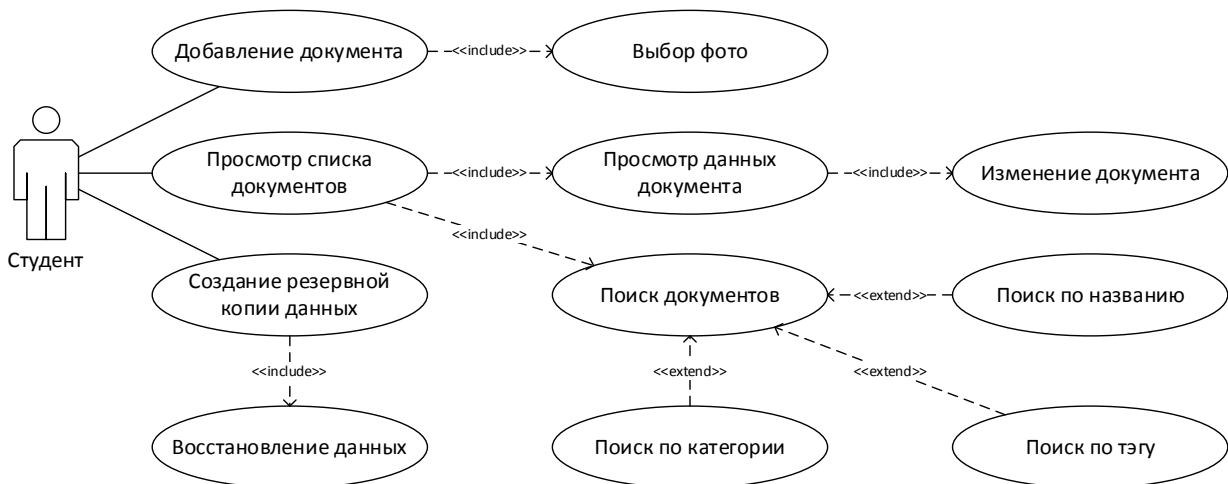 Добавление документа
<<include>>
Выбор фото
Просмотр списка
документов
<<include>>
Просмотр данных
документа
<<include>>
Изменение документа
<<include>>
Студент
Создание резервной
копии данных
Поиск документов
<<extend>>
Поиск по названию
<<include>>
<<extend>>
<<extend>>
Восстановление данных
Поиск по категории
Поиск по тэгу